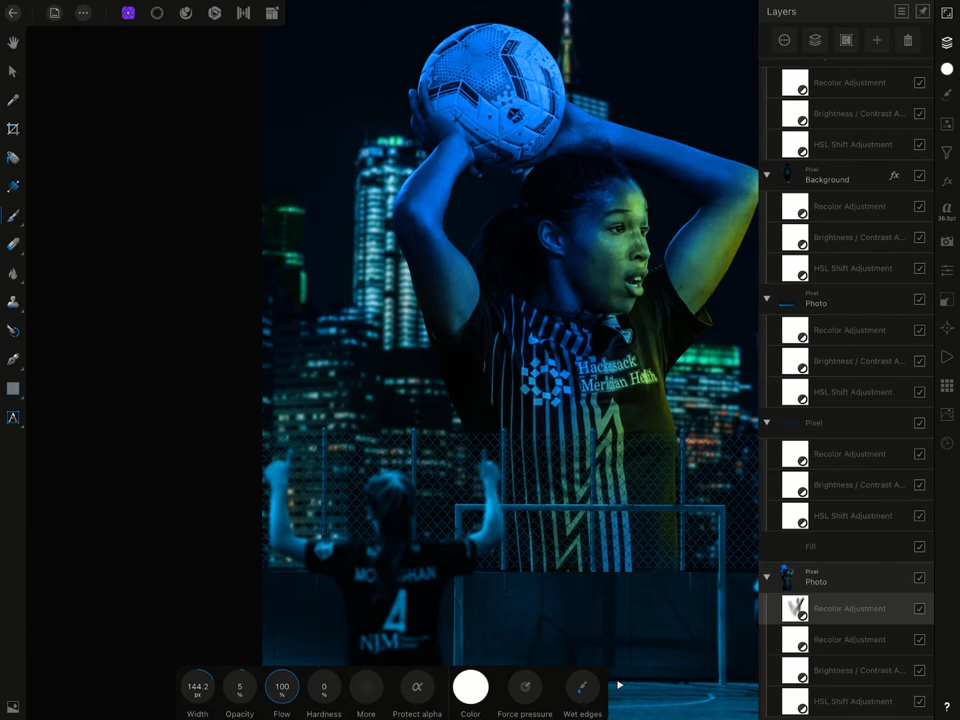 Layers
Recolor Adjustment
Brightness / Contrast A...
HSL Shift Adjustment
Pixel
Background
fx
Recolor Adjustment
Brightness / Contrast A...
HSL Shift Adjustment
Pixel
Photo
Recolor Adjustment
Brightness / Contrast A...
HSL Shift Adjustment
Pixel
Recolor Adjustment
Brightness / Contrast A...
HSL Shift Adjustment
Fill
Pixel
Photo
Recolor Adjustment
Recolor Adjustment
Brightness / Contrast A...
HSL Shift Adjustment
fx
a
36.5pt
?
A
Hackensack
Meridian Health
4
NJM
144.2
px
5
%
100
%
0
%
α
Width
Opacity
Flow
Hardness
More
Protect alpha
Color
Force pressure
Wet edges